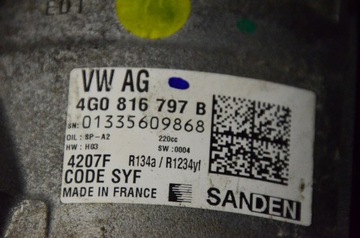 ED1
VW AG
4G0 816 797 B
SN: 01335609868
OIL: SP-A2 220cc
HW: H03 SW: 0004
4207F R134a / R1234yf
CODE SYF
MADE IN FRANCE SANDEN